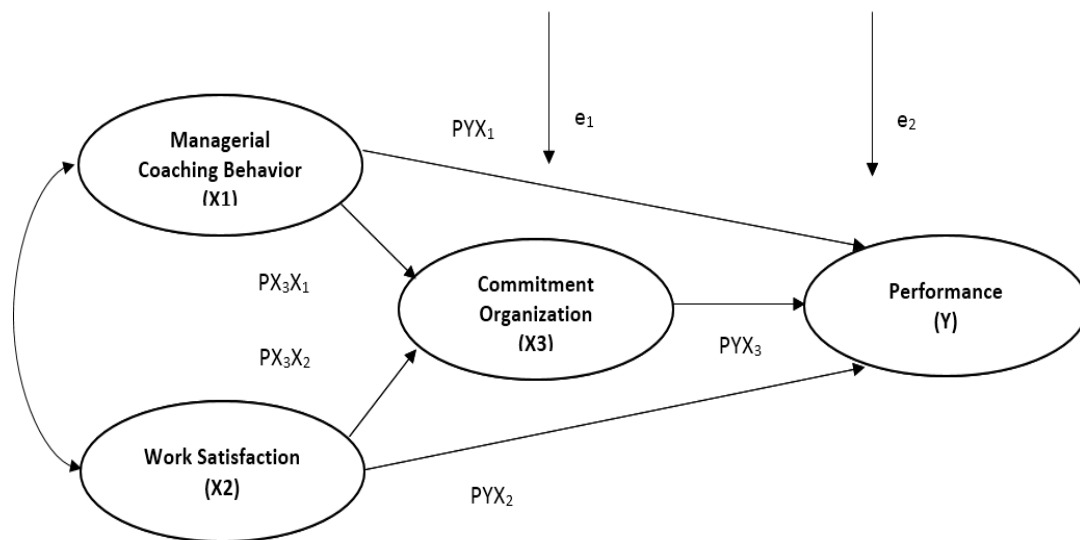 e₁
e₂
PYX₁
Managerial
Coaching Behavior
(X1)
PX₃X₁
Commitment
Organization
(X3)
Performance
(Y)
PX₃X₂
PYX₃
Work Satisfaction
(X2)
PYX₂